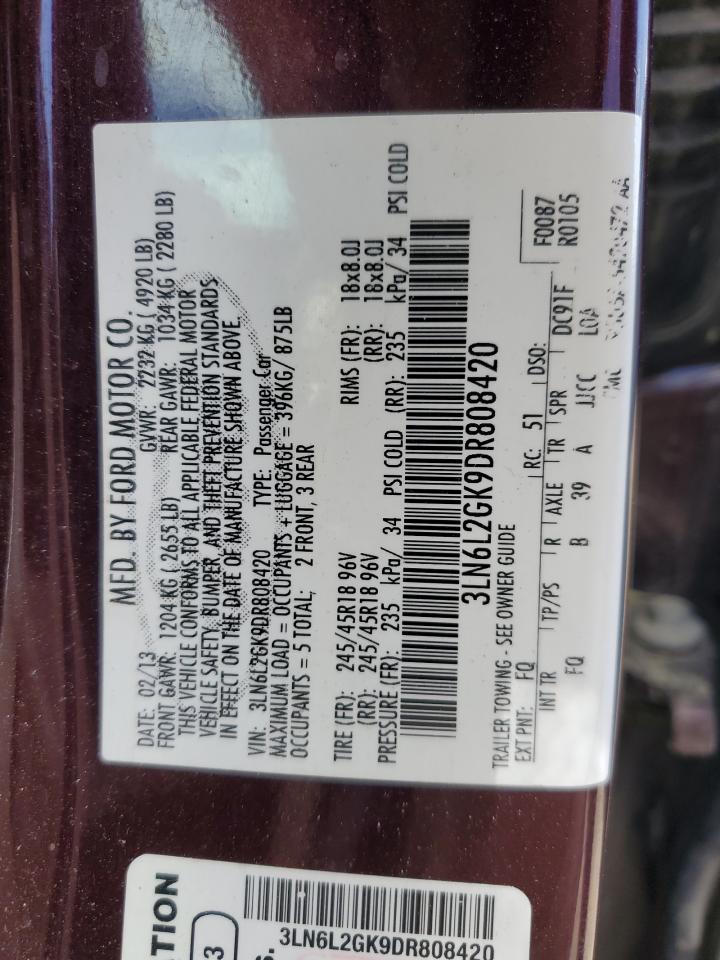 MFD. BY FORD MOTOR CO.
DATE: 02/13 GVWR: 2232 KG ( 4920 LB)
FRONT GAWR: 1204 KG ( 2655 LB) REAR GAWR: 1034 KG ( 2280 LB)
THIS VEHICLE CONFORMS TO ALL APPLICABLE FEDERAL MOTOR
VEHICLE SAFETY, BUMPER, AND THEFT PREVENTION STANDARDS
IN EFFECT ON THE DATE OF MANUFACTURE SHOWN ABOVE.
VIN: 3LN6L2GK9DR808420 TYPE: Passenger Car
MAXIMUM LOAD = OCCUPANTS + LUGGAGE = 396KG/ 875LB
OCCUPANTS = 5 TOTAL; 2 FRONT, 3 REAR
TIRE (FR): 245/45R18 96V RIMS (FR): 18x8.0J
(RR): 245/45R18 96V (RR): 18x8.0J
PRESSURE (FR): 235 kPa/ 34 PSI COLD (RR): 235 kPa/ 34 PSI COLD
3LN6L2GK9DR808420
TRAILER TOWING - SEE OWNER GUIDE
EXT PNT: FQ RC: 51 DSO: F0087
R0105
INT TR TP/PS R AXLE TR SPR DC91F
FQ B 39 A JJCC LOA
AA
TION
3
S.
3LN6L2GK9DR808420